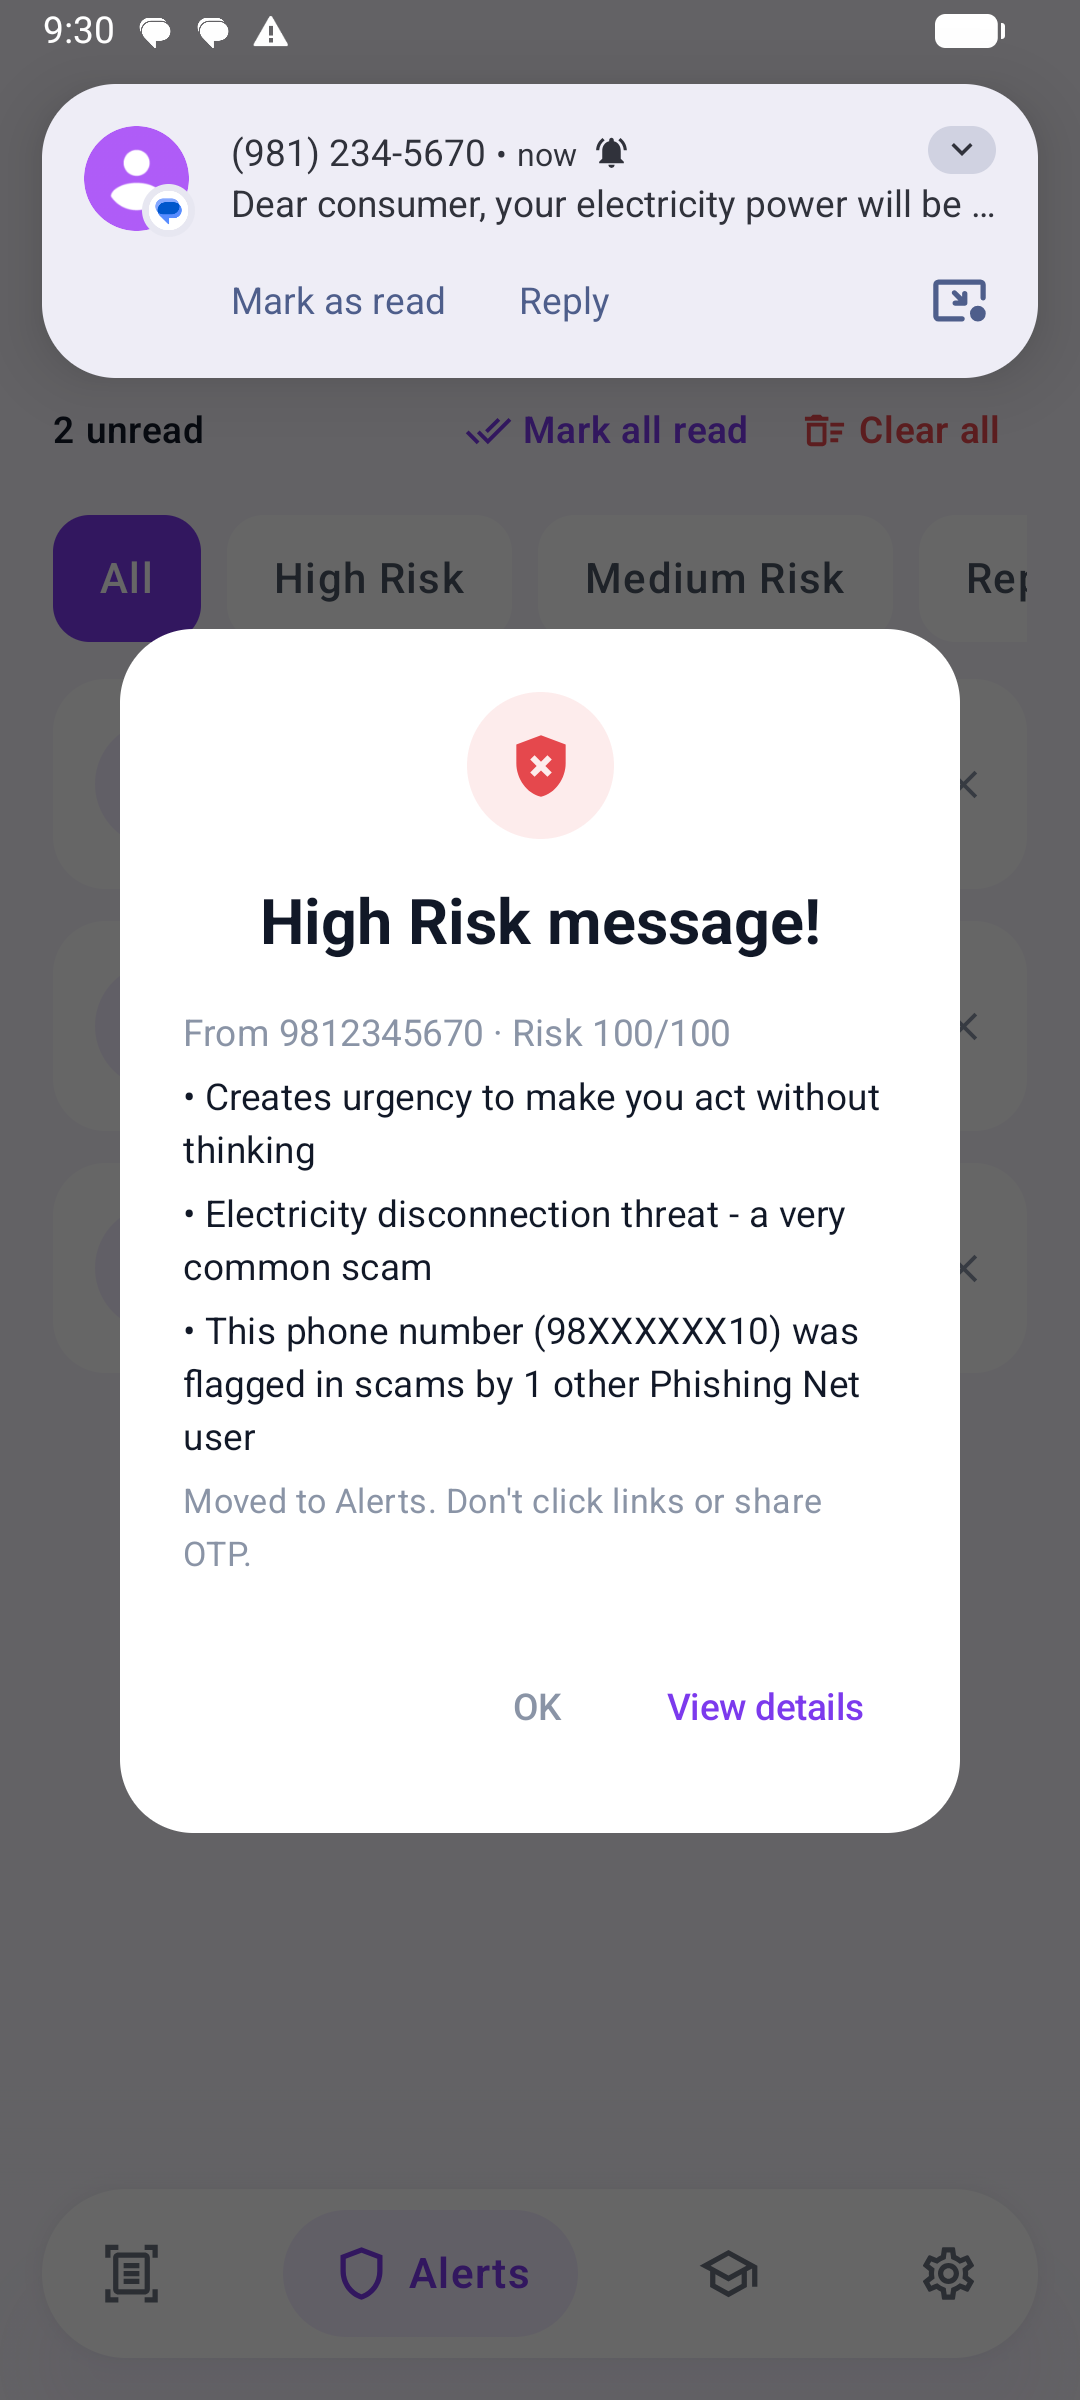 9:30
(981) 234-5670 • now
Dear consumer, your electricity power will be ...
Mark as read Reply
2 unread Mark all read Clear all
All High Risk Medium Risk Rep
High Risk message!
From 9812345670 · Risk 100/100
• Creates urgency to make you act without
thinking
• Electricity disconnection threat - a very
common scam
• This phone number (98XXXXXX10) was
flagged in scams by 1 other Phishing Net
user
Moved to Alerts. Don't click links or share
OTP.
OK View details
Alerts